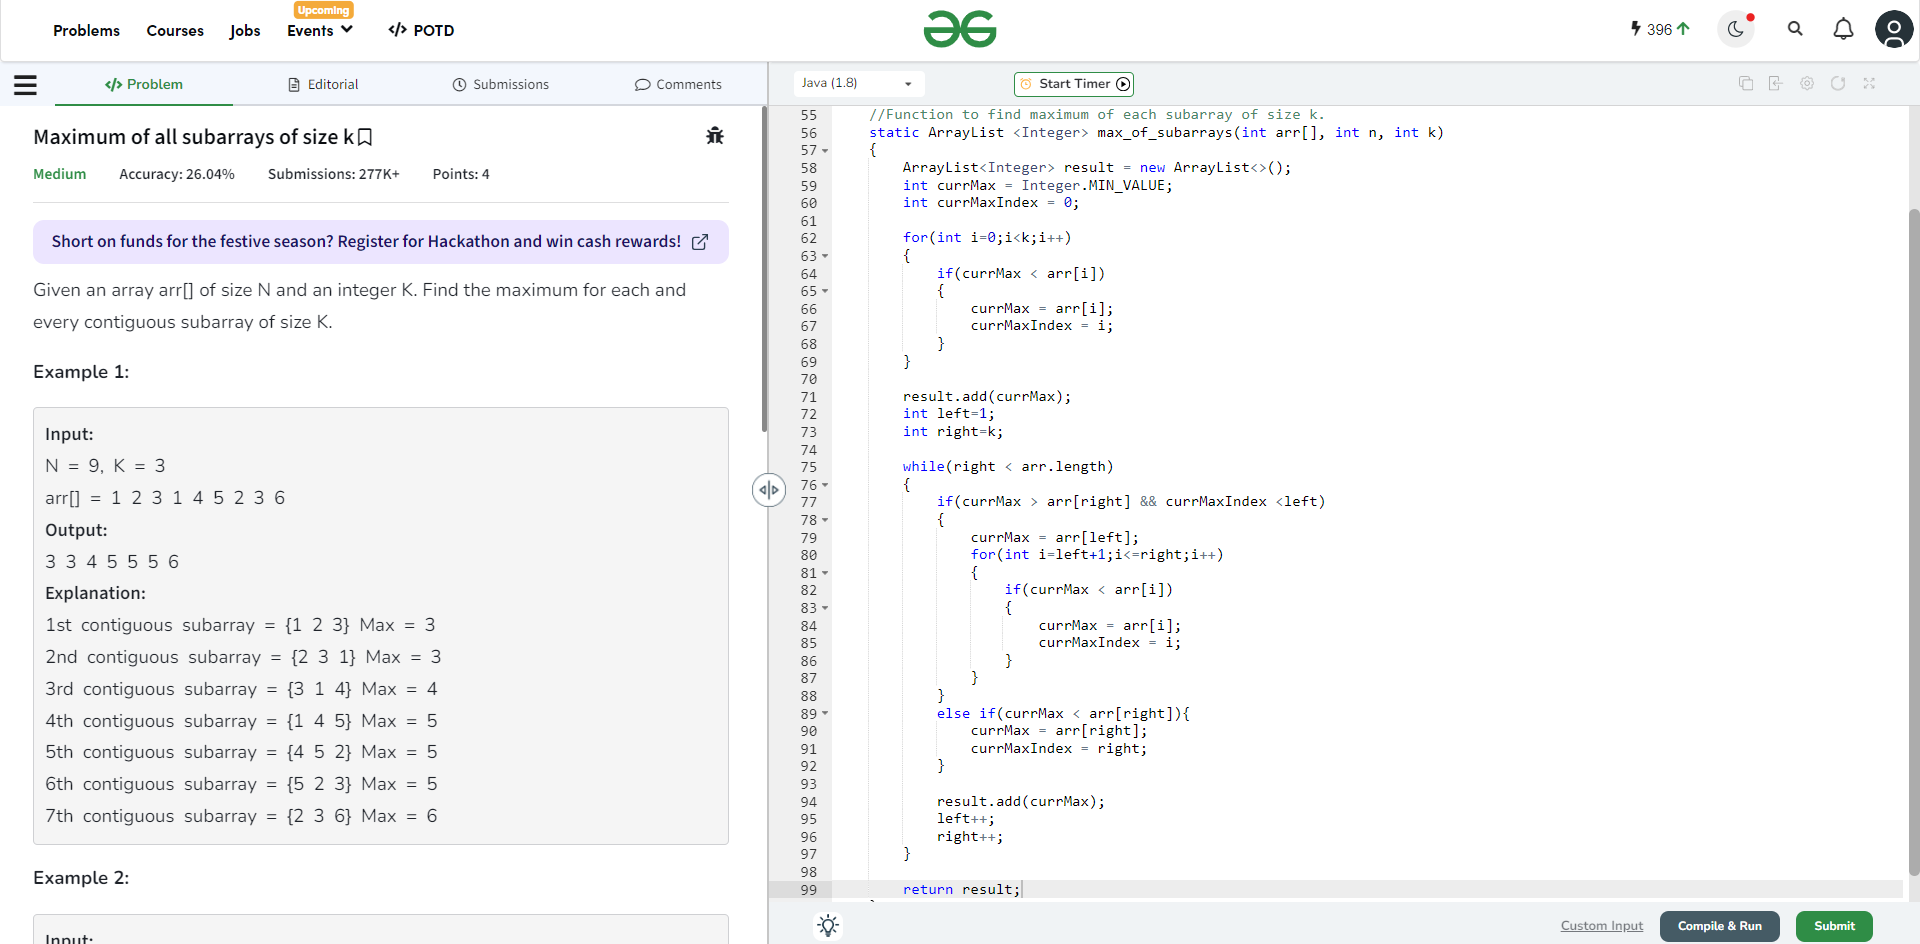 Upcoming
Problems Courses Jobs Events </> POTD
396
Problem Editorial Submissions Comments
Maximum of all subarrays of size k
Medium Accuracy: 26.04% Submissions: 277K+ Points: 4
Short on funds for the festive season? Register for Hackathon and win cash rewards!
Given an array arr[] of size N and an integer K. Find the maximum for each and
every contiguous subarray of size K.
Example 1:
Input:
N = 9, K = 3
arr[] = 1 2 3 1 4 5 2 3 6
Output:
3 3 4 5 5 5 6
Explanation:
1st contiguous subarray = {1 2 3} Max = 3
2nd contiguous subarray = {2 3 1} Max = 3
3rd contiguous subarray = {3 1 4} Max = 4
4th contiguous subarray = {1 4 5} Max = 5
5th contiguous subarray = {4 5 2} Max = 5
6th contiguous subarray = {5 2 3} Max = 5
7th contiguous subarray = {2 3 6} Max = 6
Example 2:
Input:
Java (1.8) Start Timer
55 //Function to find maximum of each subarray of size k.
56 static ArrayList <Integer> max_of_subarrays(int arr[], int n, int k)
57 {
58 ArrayList<Integer> result = new ArrayList<>();
59 int currMax = Integer.MIN_VALUE;
60 int currMaxIndex = 0;
61
62 for(int i=0;i<k;i++)
63 {
64 if(currMax < arr[i])
65 {
66 currMax = arr[i];
67 currMaxIndex = i;
68 }
69 }
70
71 result.add(currMax);
72 int left=1;
73 int right=k;
74
75 while(right < arr.length)
76 {
77 if(currMax > arr[right] && currMaxIndex <left)
78 {
79 currMax = arr[left];
80 for(int i=left+1;i<=right;i++)
81 {
82 if(currMax < arr[i])
83 {
84 currMax = arr[i];
85 currMaxIndex = i;
86 }
87 }
88 }
89 else if(currMax < arr[right]){
90 currMax = arr[right];
91 currMaxIndex = right;
92 }
93
94 result.add(currMax);
95 left++;
96 right++;
97 }
98
99 return result;
Custom Input Compile & Run Submit